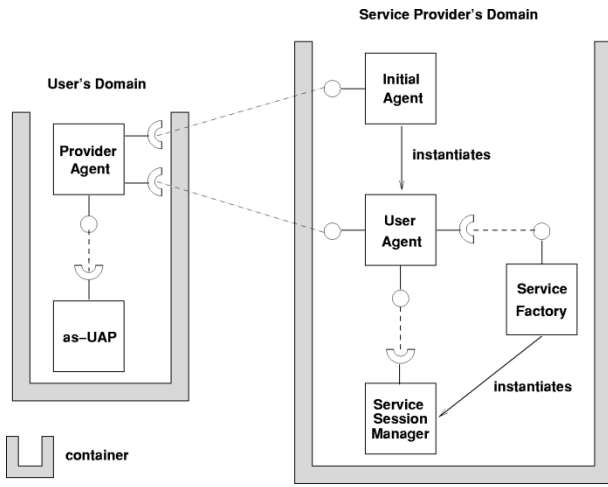 Service Provider's Domain
User's Domain
Initial
Agent
Provider
Agent
instantiates
User
Agent
Service
Factory
as-UAP
instantiates
Service
Session
Manager
container